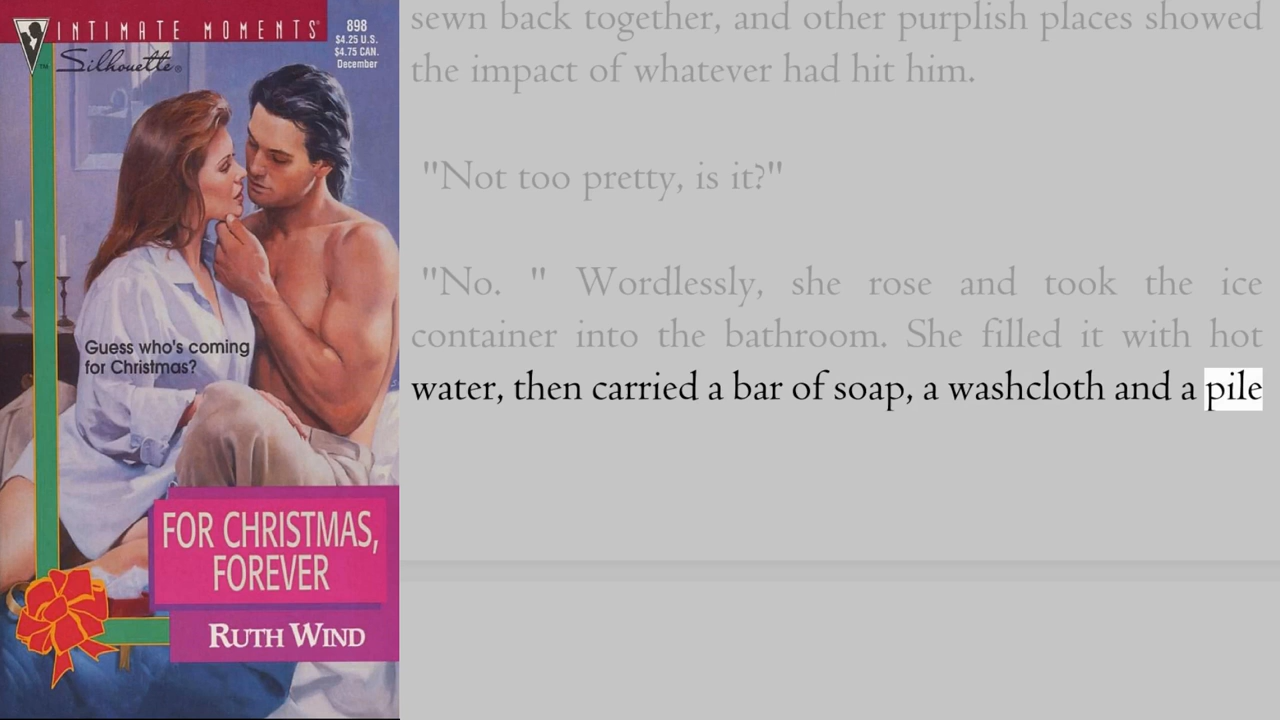 INTIMATE MOMENTS®
Silhouette®
TM
898
$4.25 U.S.
$4.75 CAN.
December
Guess who's coming
for Christmas?
FOR CHRISTMAS,
FOREVER
RUTH WIND
sewn back together, and other purplish places showed
the impact of whatever had hit him.
"Not too pretty, is it?"
"No. " Wordlessly, she rose and took the ice
container into the bathroom. She filled it with hot
water, then carried a bar of soap, a washcloth and a pile